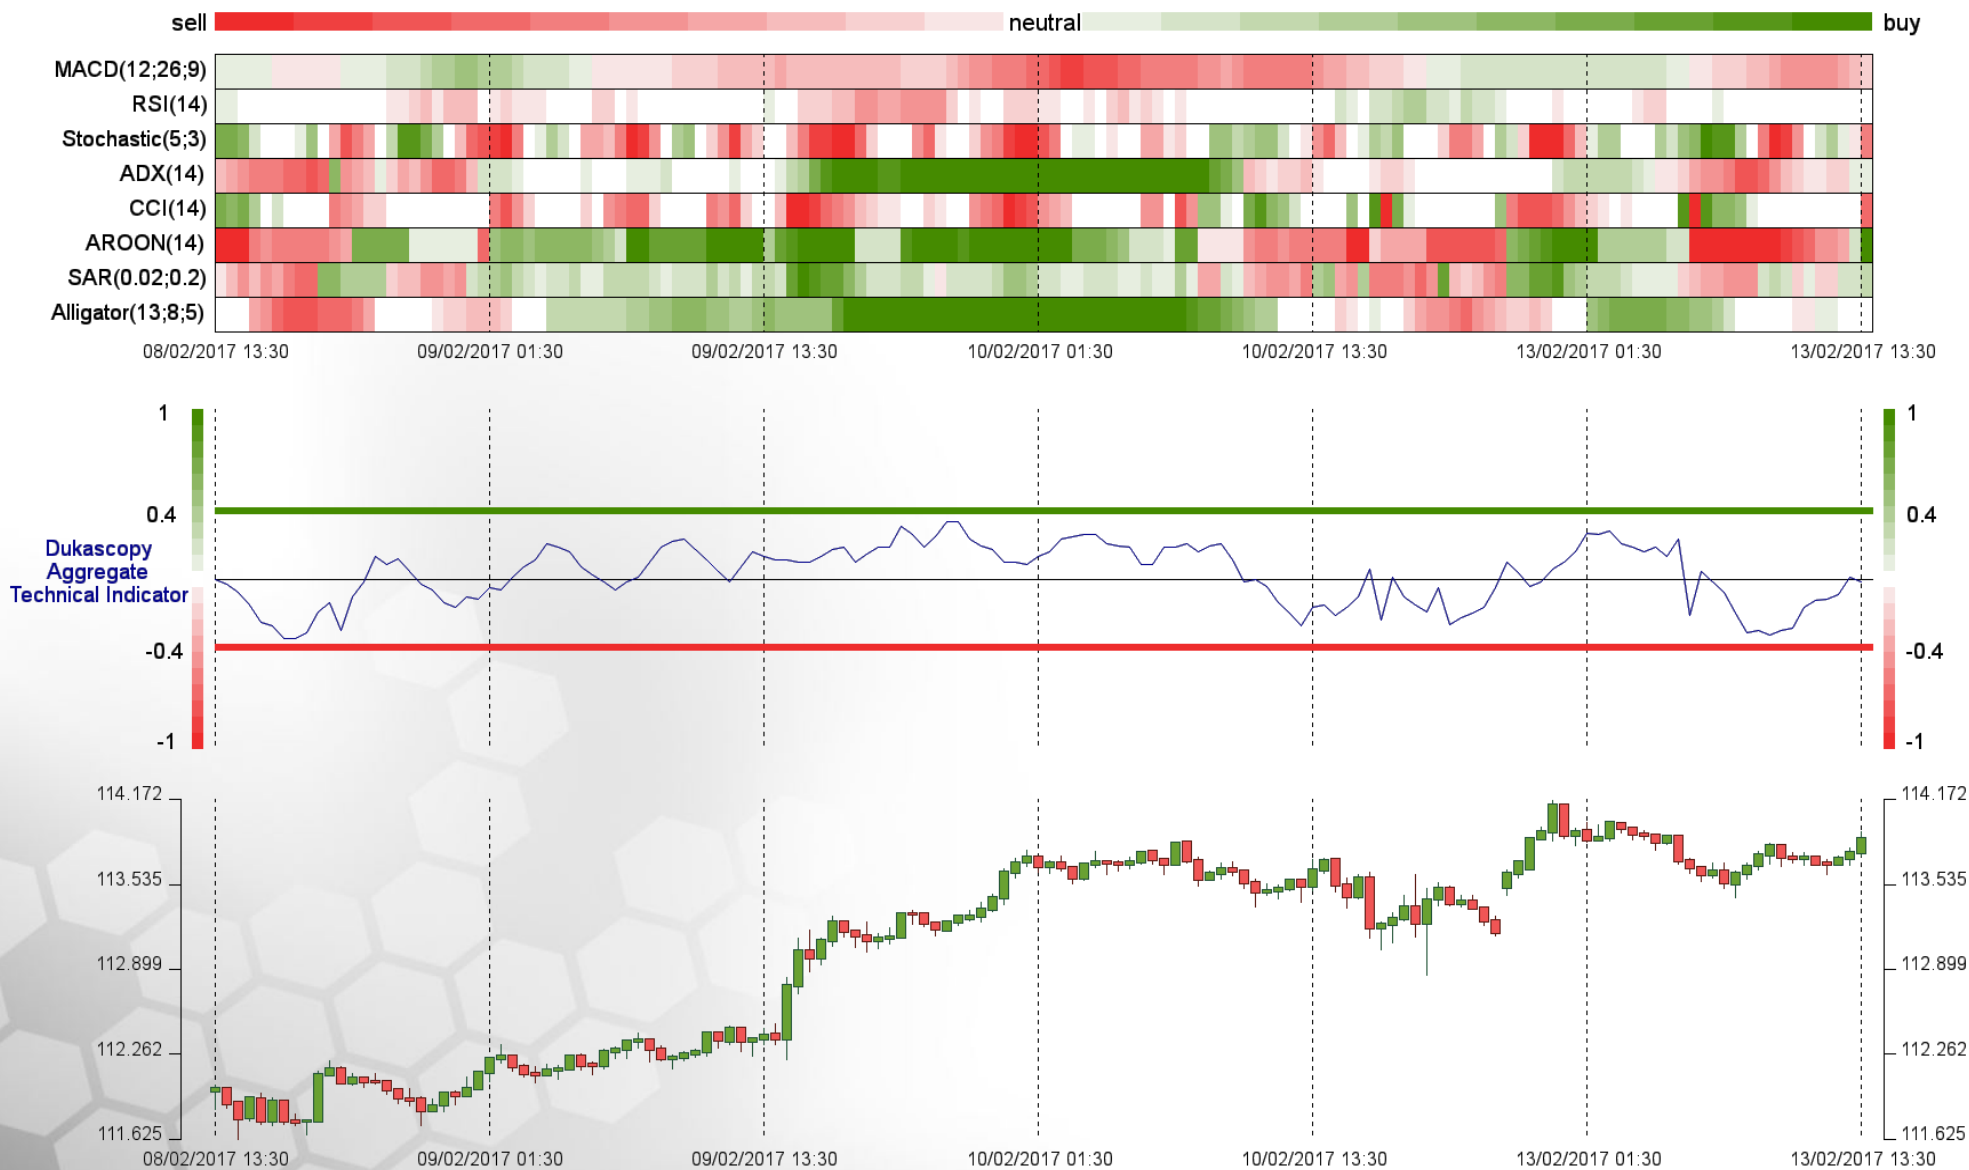 sell neutral buy
MACD(12;26;9)
RSI(14)
Stochastic(5;3)
ADX(14)
CCI(14)
AROON(14)
SAR(0.02;0.2)
Alligator(13;8;5)
08/02/2017 13:30 09/02/2017 01:30 09/02/2017 13:30 10/02/2017 01:30 10/02/2017 13:30 13/02/2017 01:30 13/02/2017 13:30
1 1
0.4 0.4
Dukascopy
Aggregate
Technical Indicator
-0.4 -0.4
-1 -1
114.172 114.172
113.535 113.535
112.899 112.899
112.262 112.262
111.625 111.625
08/02/2017 13:30 09/02/2017 01:30 09/02/2017 13:30 10/02/2017 01:30 10/02/2017 13:30 13/02/2017 01:30 13/02/2017 13:30